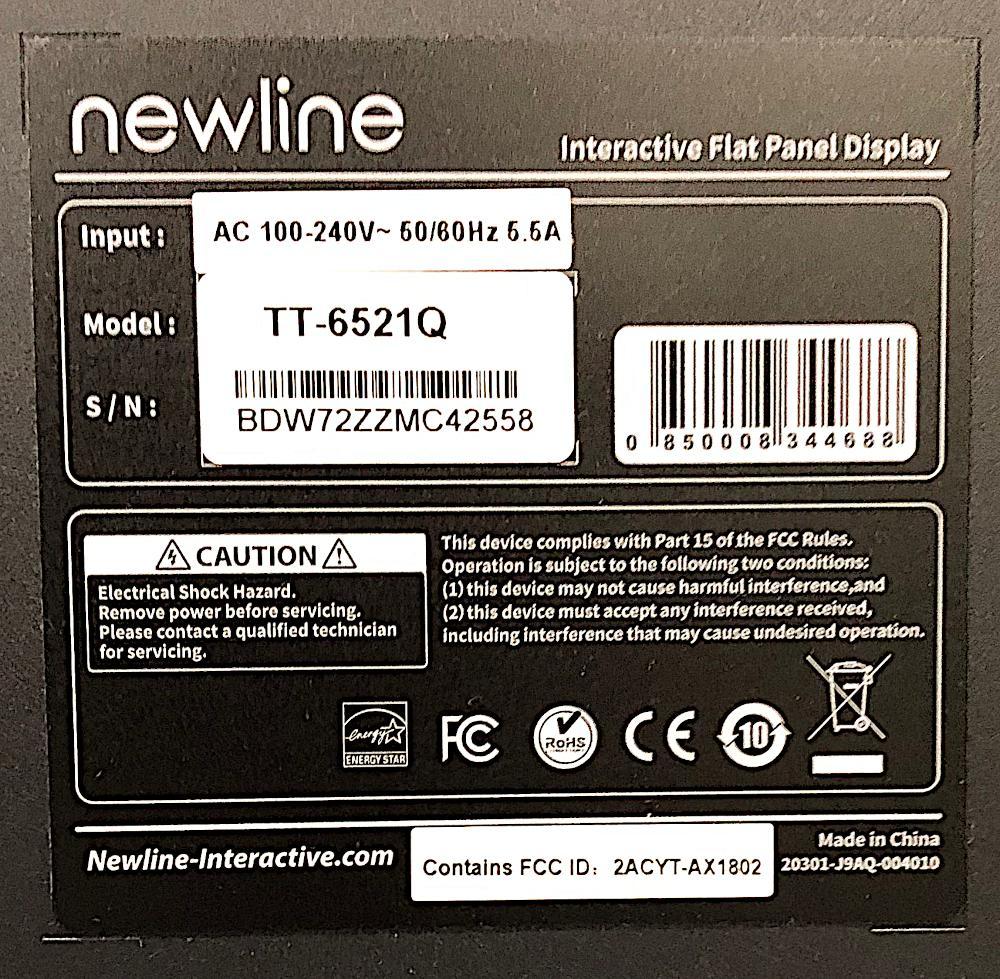 newline
Interactive Flat Panel Display
Input : AC 100-240V~ 50/60Hz 5.5A
Model : TT-6521Q
S / N : BDW72ZZMC42558
0 850008 344688
CAUTION
Electrical Shock Hazard.
Remove power before servicing.
Please contact a qualified technician
for servicing.
This device complies with Part 15 of the FCC Rules.
Operation is subject to the following two conditions:
(1) this device may not cause harmful interference,and
(2) this device must accept any interference received,
including interference that may cause undesired operation.
energy
ENERGY STAR
FC
RoHS
CE
10
Newline-Interactive.com
Contains FCC ID: 2ACYT-AX1802
Made in China
20301-J9AQ-004010